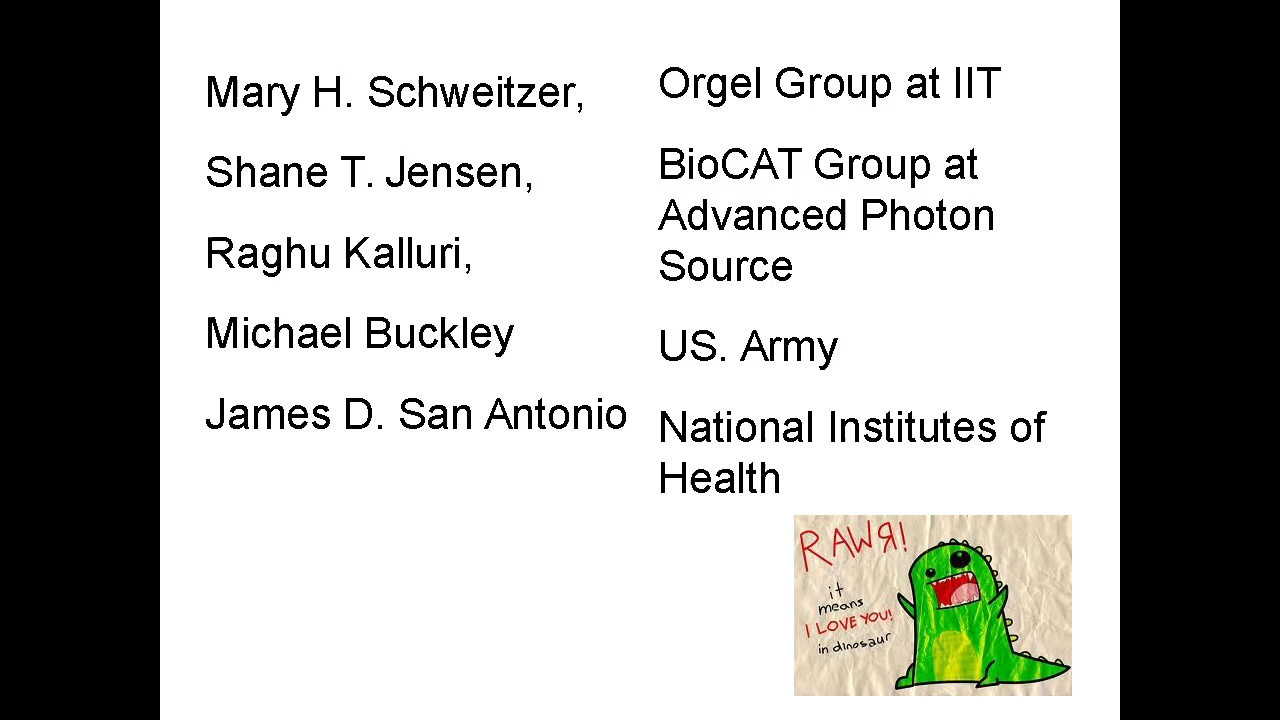 Mary H. Schweitzer,
Shane T. Jensen,
Raghu Kalluri,
Michael Buckley
James D. San Antonio
Orgel Group at IIT
BioCAT Group at
Advanced Photon
Source
US. Army
National Institutes of
Health
RAWЯ!
it
means
I LOVE YOU!
in dinosaur